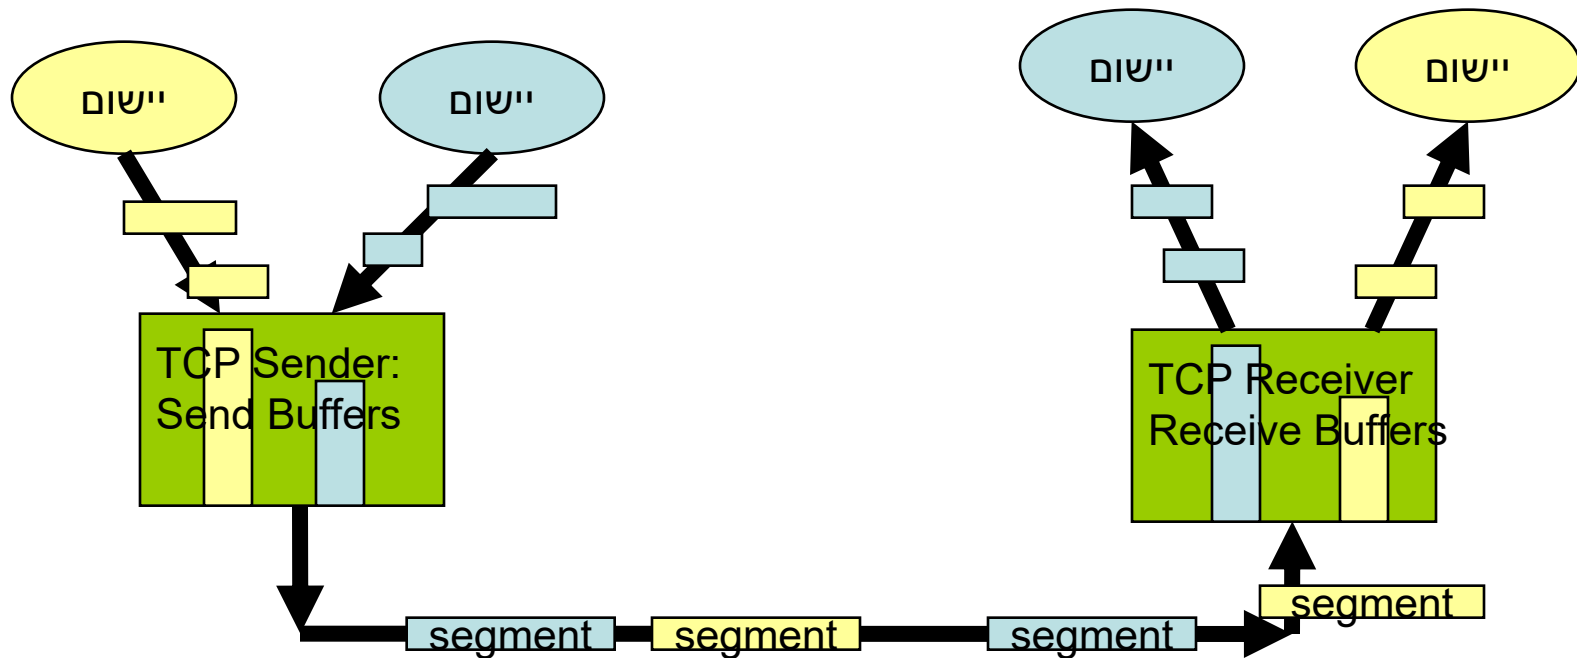 יישום
יישום
יישום
יישום
TCP Sender:
Send Buffers
TCP Receiver
Receive Buffers
segment
segment
segment
segment